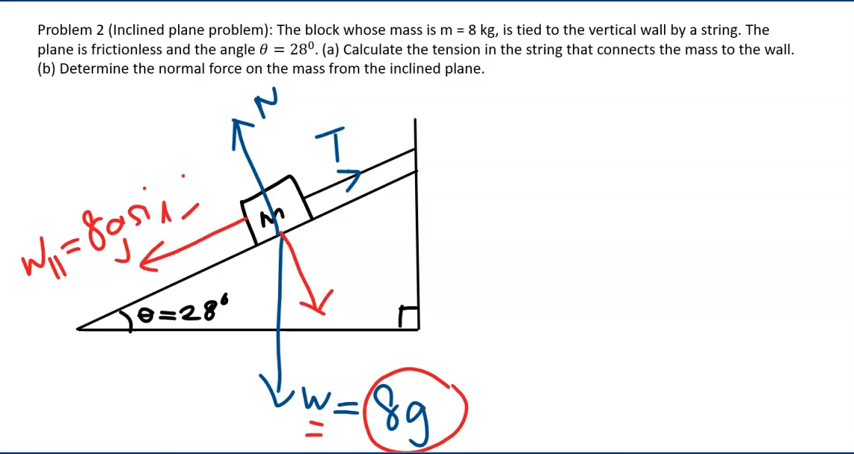 Problem 2 (Inclined plane problem): The block whose mass is m = 8 kg, is tied to the vertical wall by a string. The
plane is frictionless and the angle θ = 28⁰. (a) Calculate the tension in the string that connects the mass to the wall.
(b) Determine the normal force on the mass from the inclined plane.
N
T
m
W||=8gsin
θ=28°
W=8g